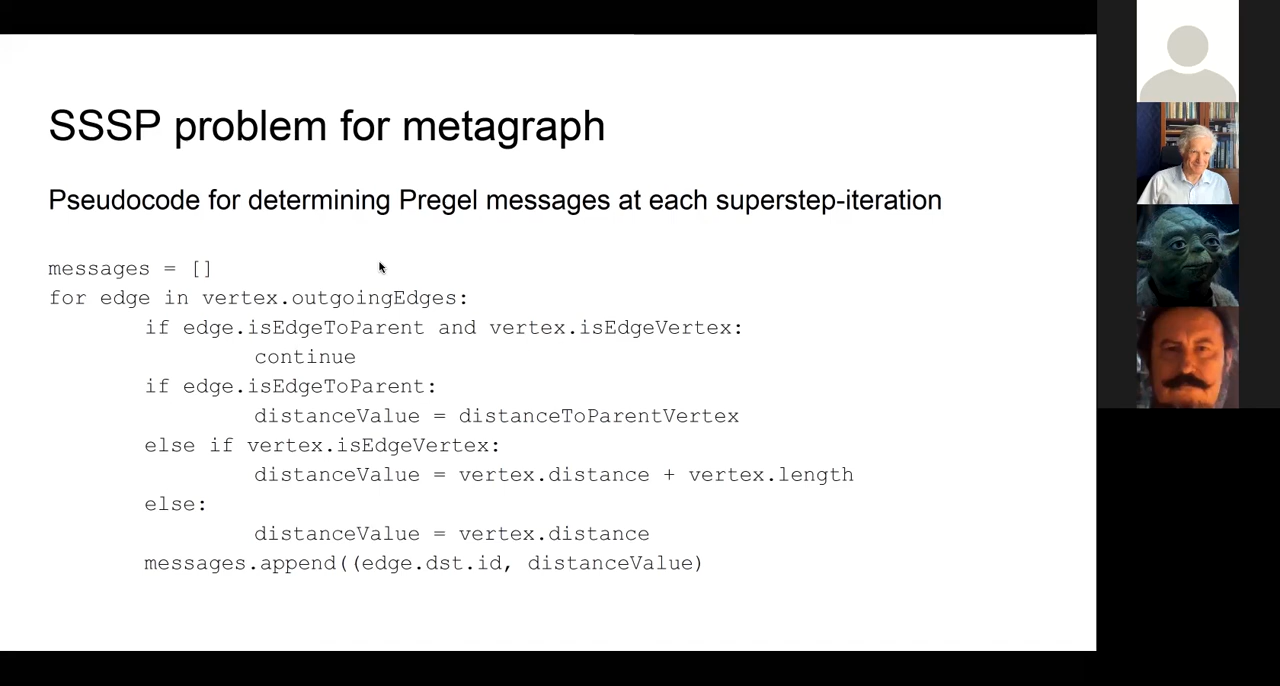 SSSP problem for metagraph
Pseudocode for determining Pregel messages at each superstep-iteration
messages = []
for edge in vertex.outgoingEdges:
if edge.isEdgeToParent and vertex.isEdgeVertex:
continue
if edge.isEdgeToParent:
distanceValue = distanceToParentVertex
else if vertex.isEdgeVertex:
distanceValue = vertex.distance + vertex.length
else:
distanceValue = vertex.distance
messages.append((edge.dst.id, distanceValue)